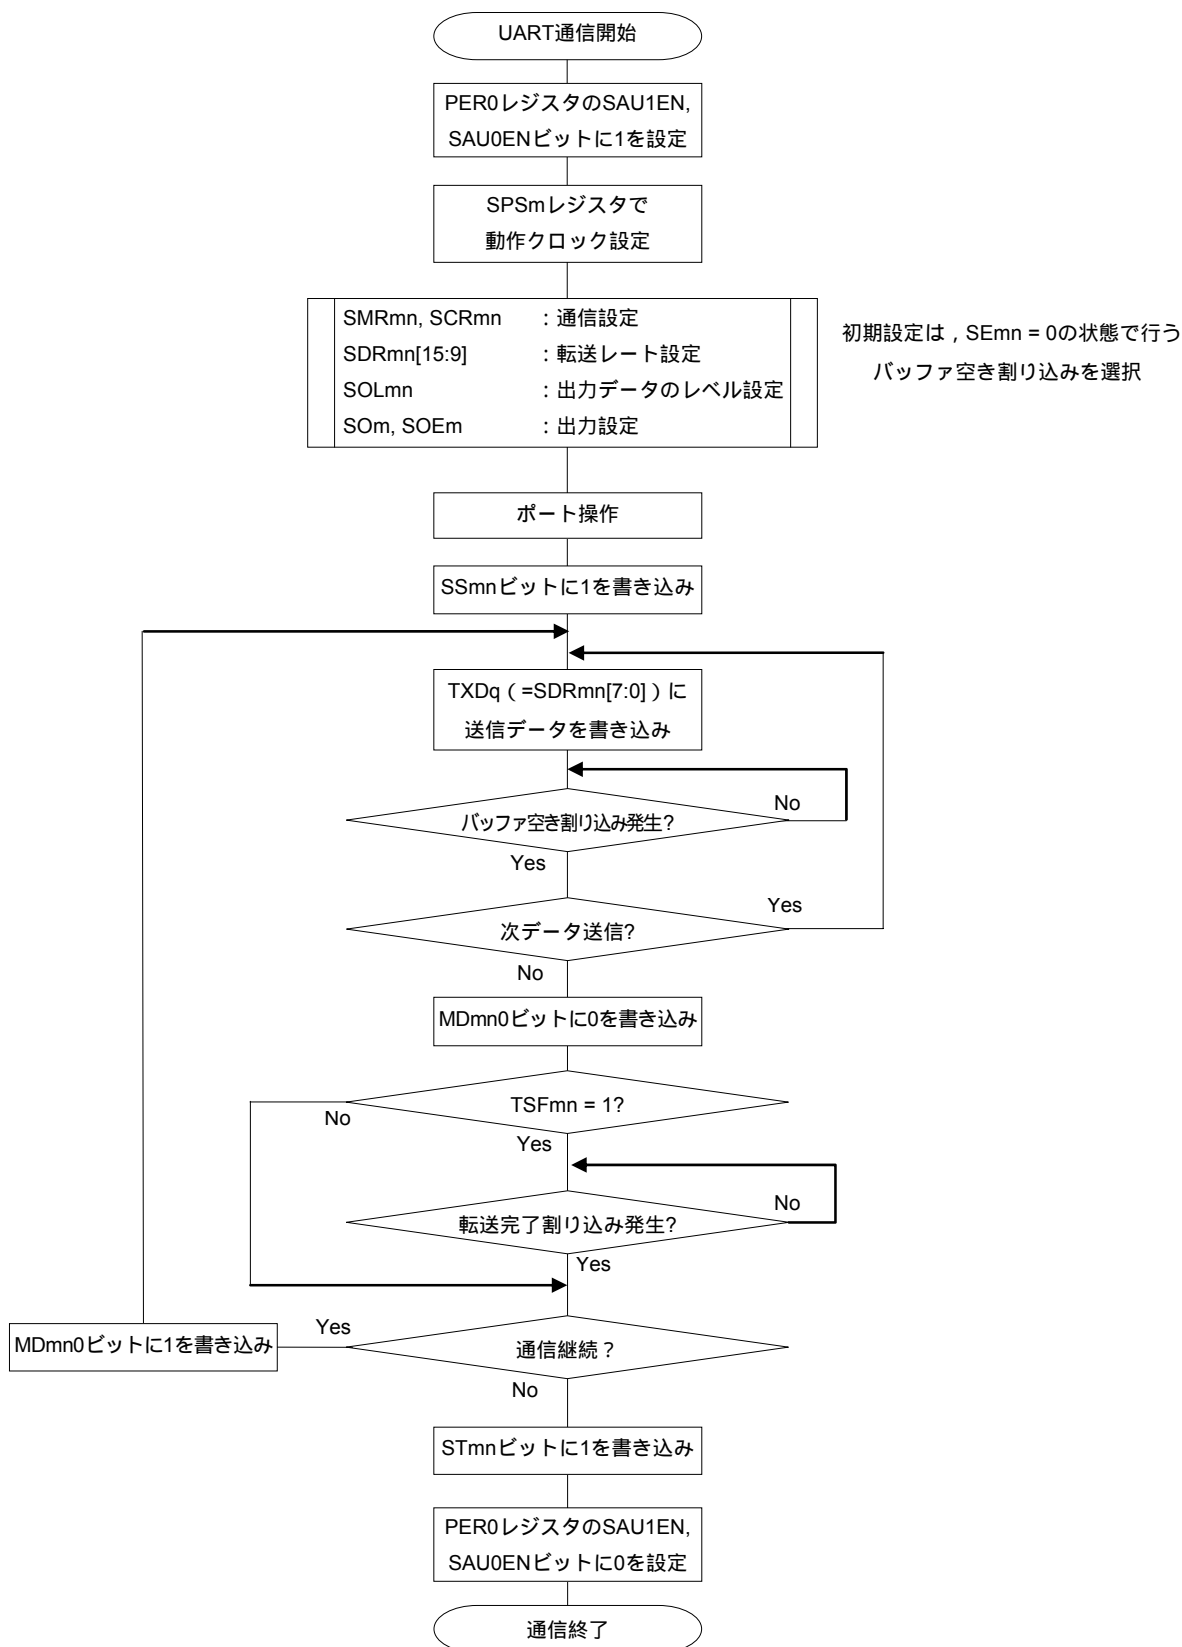 UART通信開始
PER0レジスタのSAU1EN,
SAU0ENビットに1を設定
SPSmレジスタで
動作クロック設定
SMRmn, SCRmn ：通信設定
SDRmn[15:9] ：転送レート設定
SOLmn ：出力データのレベル設定
SOm, SOEm ：出力設定
初期設定は，SEmn = 0の状態で行う
バッファ空き割り込みを選択
ポート操作
SSmnビットに1を書き込み
TXDq（=SDRmn[7:0]）に
送信データを書き込み
バッファ空き割り込み発生?
No
Yes
次データ送信?
Yes
No
MDmn0ビットに0を書き込み
TSFmn = 1?
No
Yes
転送完了割り込み発生?
No
Yes
通信継続？
Yes
MDmn0ビットに1を書き込み
No
STmnビットに1を書き込み
PER0レジスタのSAU1EN,
SAU0ENビットに0を設定
通信終了